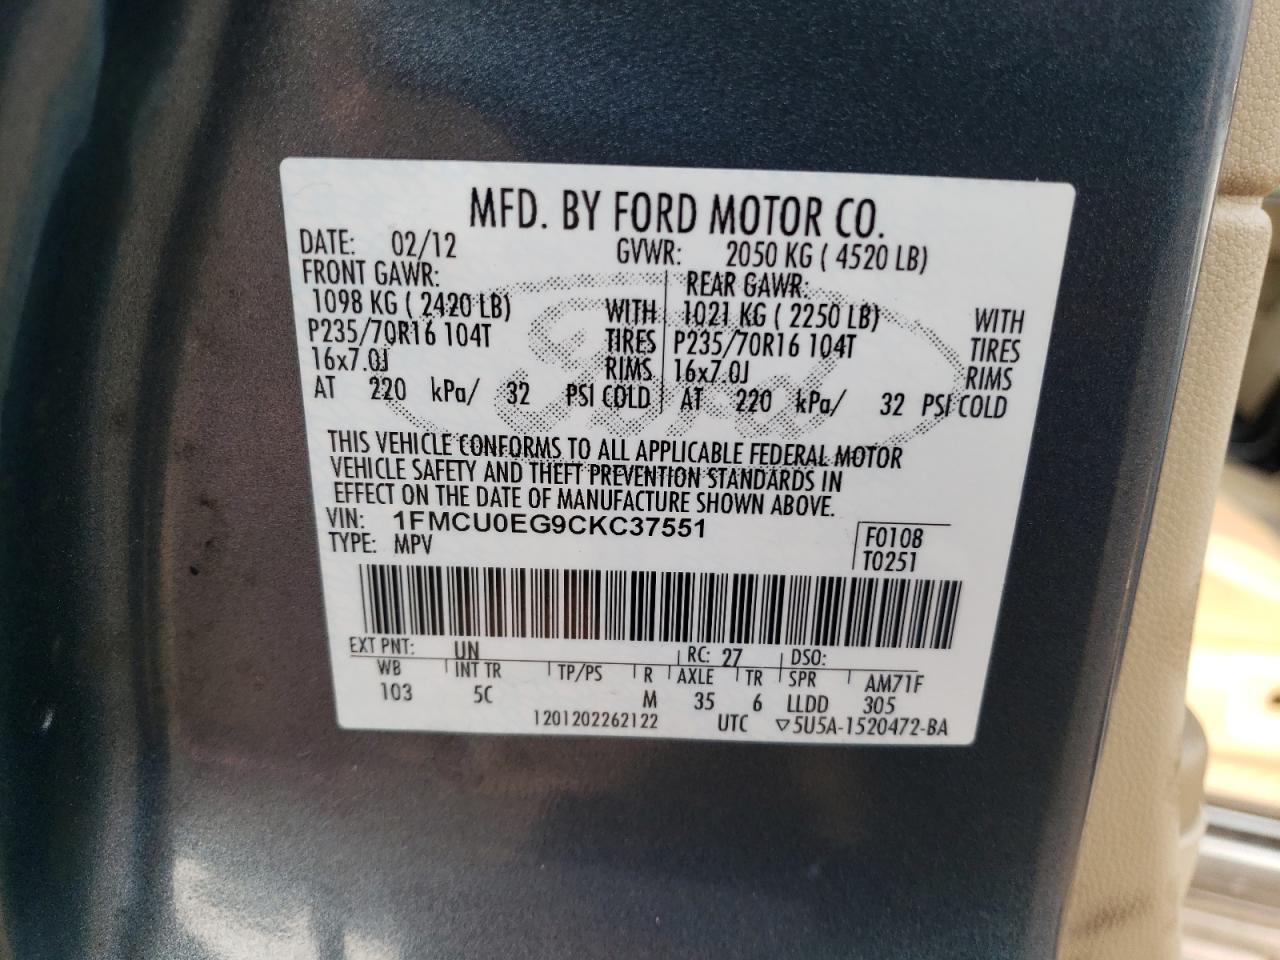 MFD. BY FORD MOTOR CO.
DATE: 02/12 GVWR: 2050 KG ( 4520 LB)
FRONT GAWR: REAR GAWR:
1098 KG ( 2420 LB) WITH 1021 KG ( 2250 LB) WITH
P235/70R16 104T TIRES P235/70R16 104T TIRES
16x7.0J RIMS 16x7.0J RIMS
AT 220 kPa/ 32 PSI COLD AT 220 kPa/ 32 PSI COLD
THIS VEHICLE CONFORMS TO ALL APPLICABLE FEDERAL MOTOR
VEHICLE SAFETY AND THEFT PREVENTION STANDARDS IN
EFFECT ON THE DATE OF MANUFACTURE SHOWN ABOVE.
VIN: 1FMCU0EG9CKC37551 F0108
TYPE: MPV T0251
EXT PNT: UN RC: 27 DSO:
WB INT TR TP/PS R AXLE TR SPR AM71F
103 5C M 35 6 LLDD 305
1201202262122 UTC ▽5U5A-1520472-BA
Ford